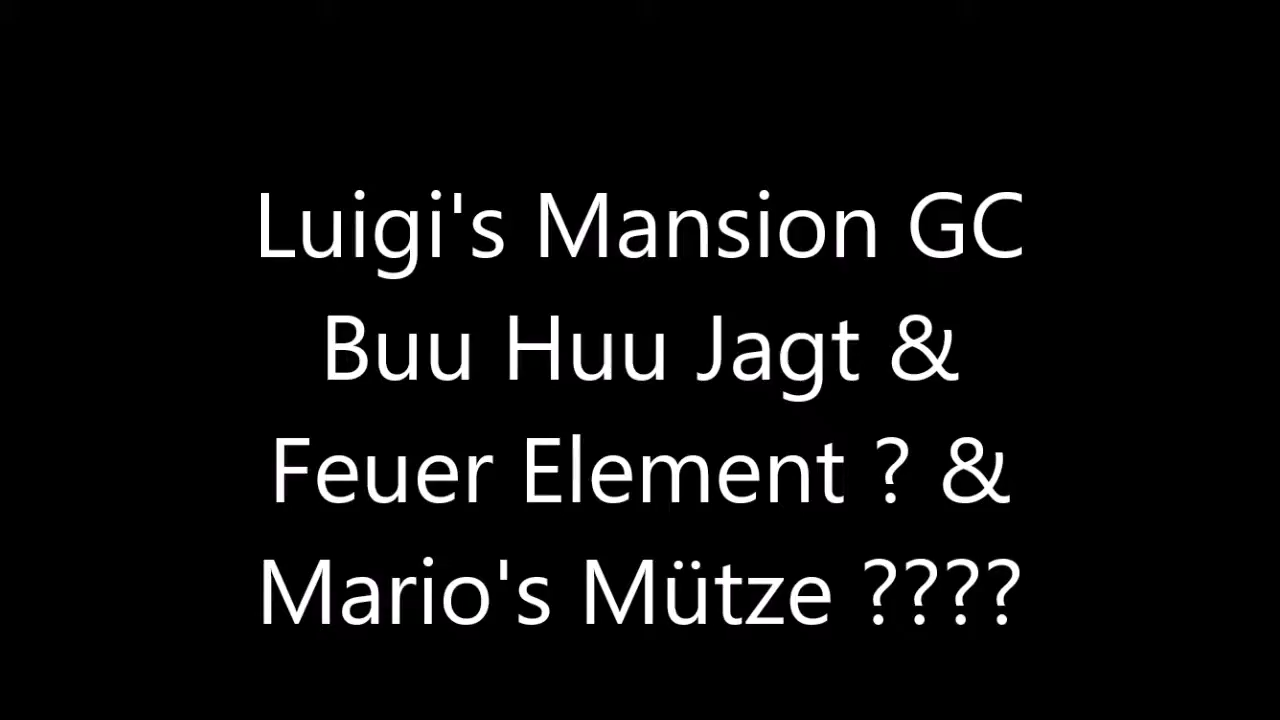 Luigi's Mansion GC
Buu Huu Jagt &
Feuer Element ? &
Mario's Mütze ????